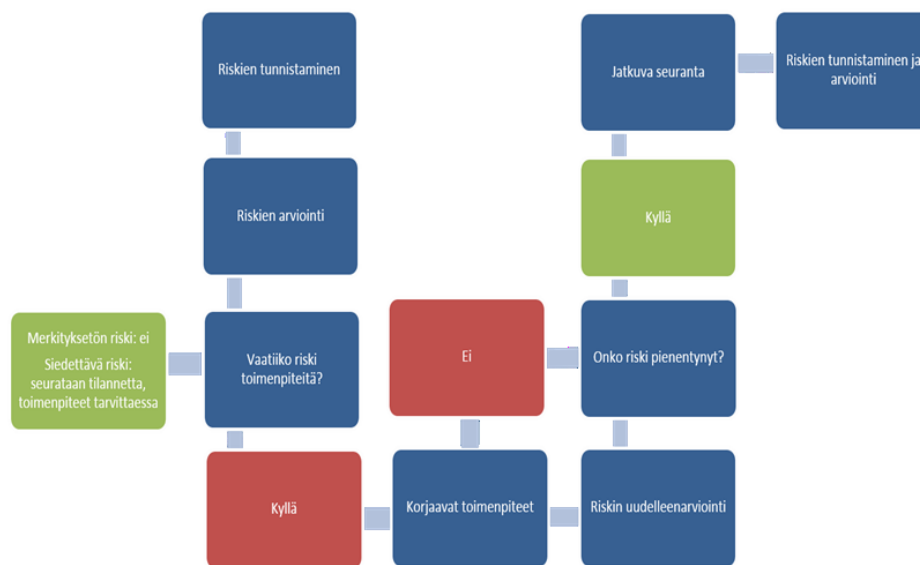 Riskien tunnistaminen
Riskien arviointi
Vaatiiko riski
toimenpiteitä?
Merkityksetön riski: ei
Siedettävä riski:
seurataan tilannetta,
toimenpiteet tarvittaessa
Kyllä
Korjaavat toimenpiteet
Riskin uudelleenarviointi
Onko riski pienentynyt?
Ei
Kyllä
Jatkuva seuranta
Riskien tunnistaminen ja
arviointi